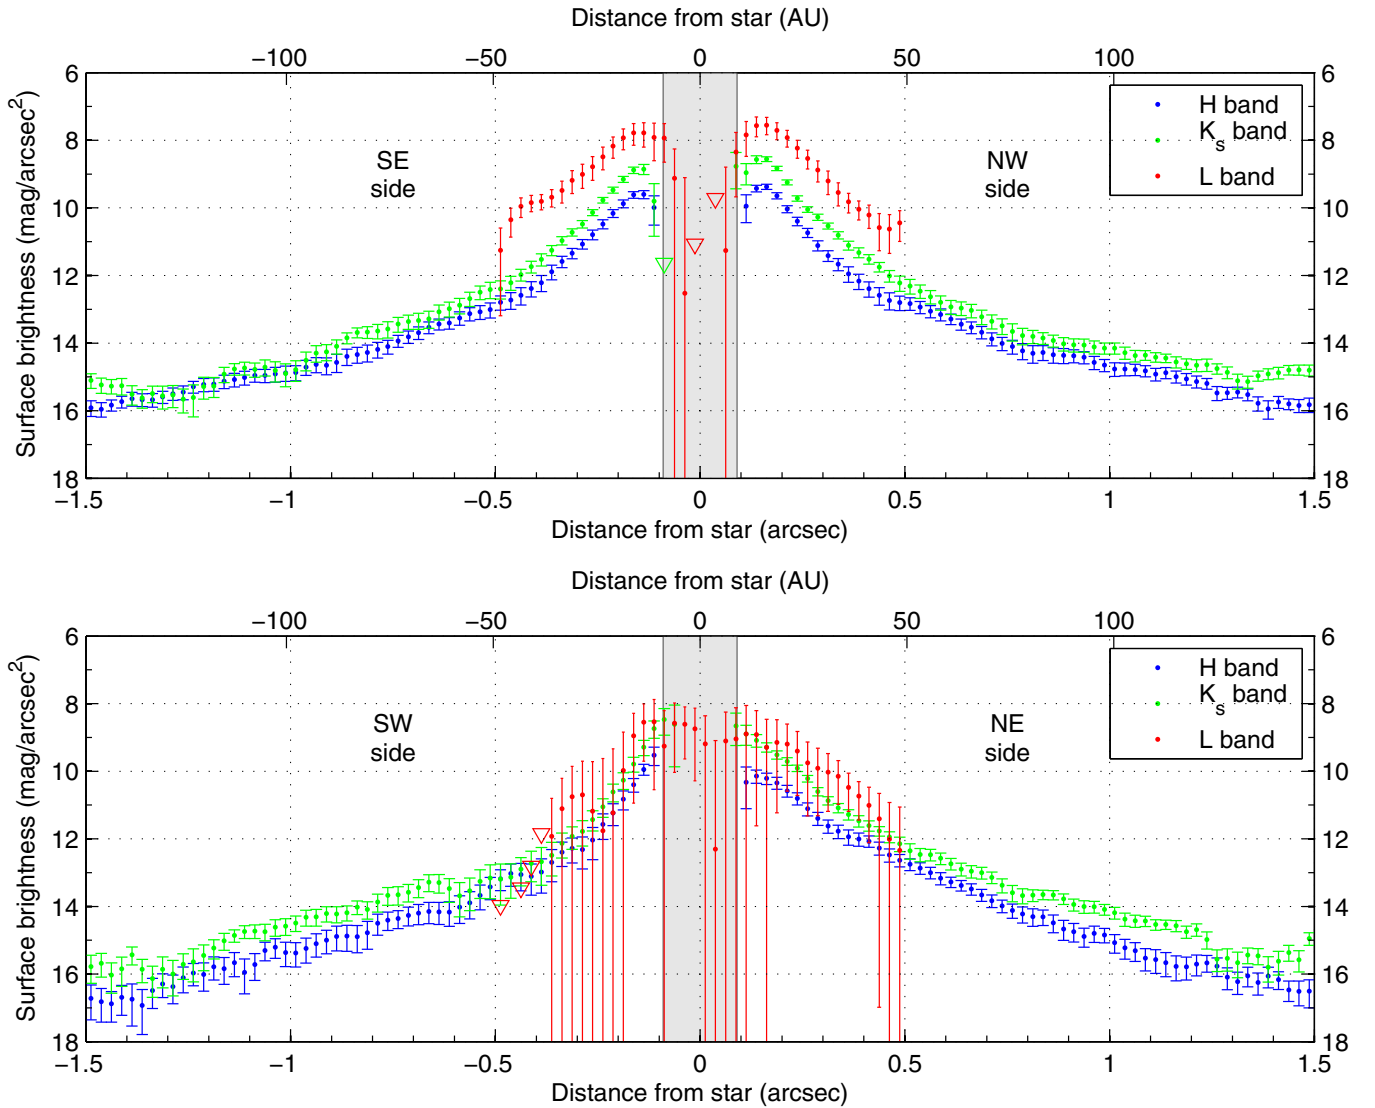 Distance from star (AU)
−100 −50 0 50 100
6 6
8 8
10 10
12 12
14 14
16 16
18 18
Surface brightness (mag/arcsec²)
SE side
NW side
H band
Kₛ band
L band
−1.5 −1 −0.5 0 0.5 1 1.5
Distance from star (arcsec)
Distance from star (AU)
−100 −50 0 50 100
6 6
8 8
10 10
12 12
14 14
16 16
18 18
Surface brightness (mag/arcsec²)
SW side
NE side
H band
Kₛ band
L band
−1.5 −1 −0.5 0 0.5 1 1.5
Distance from star (arcsec)